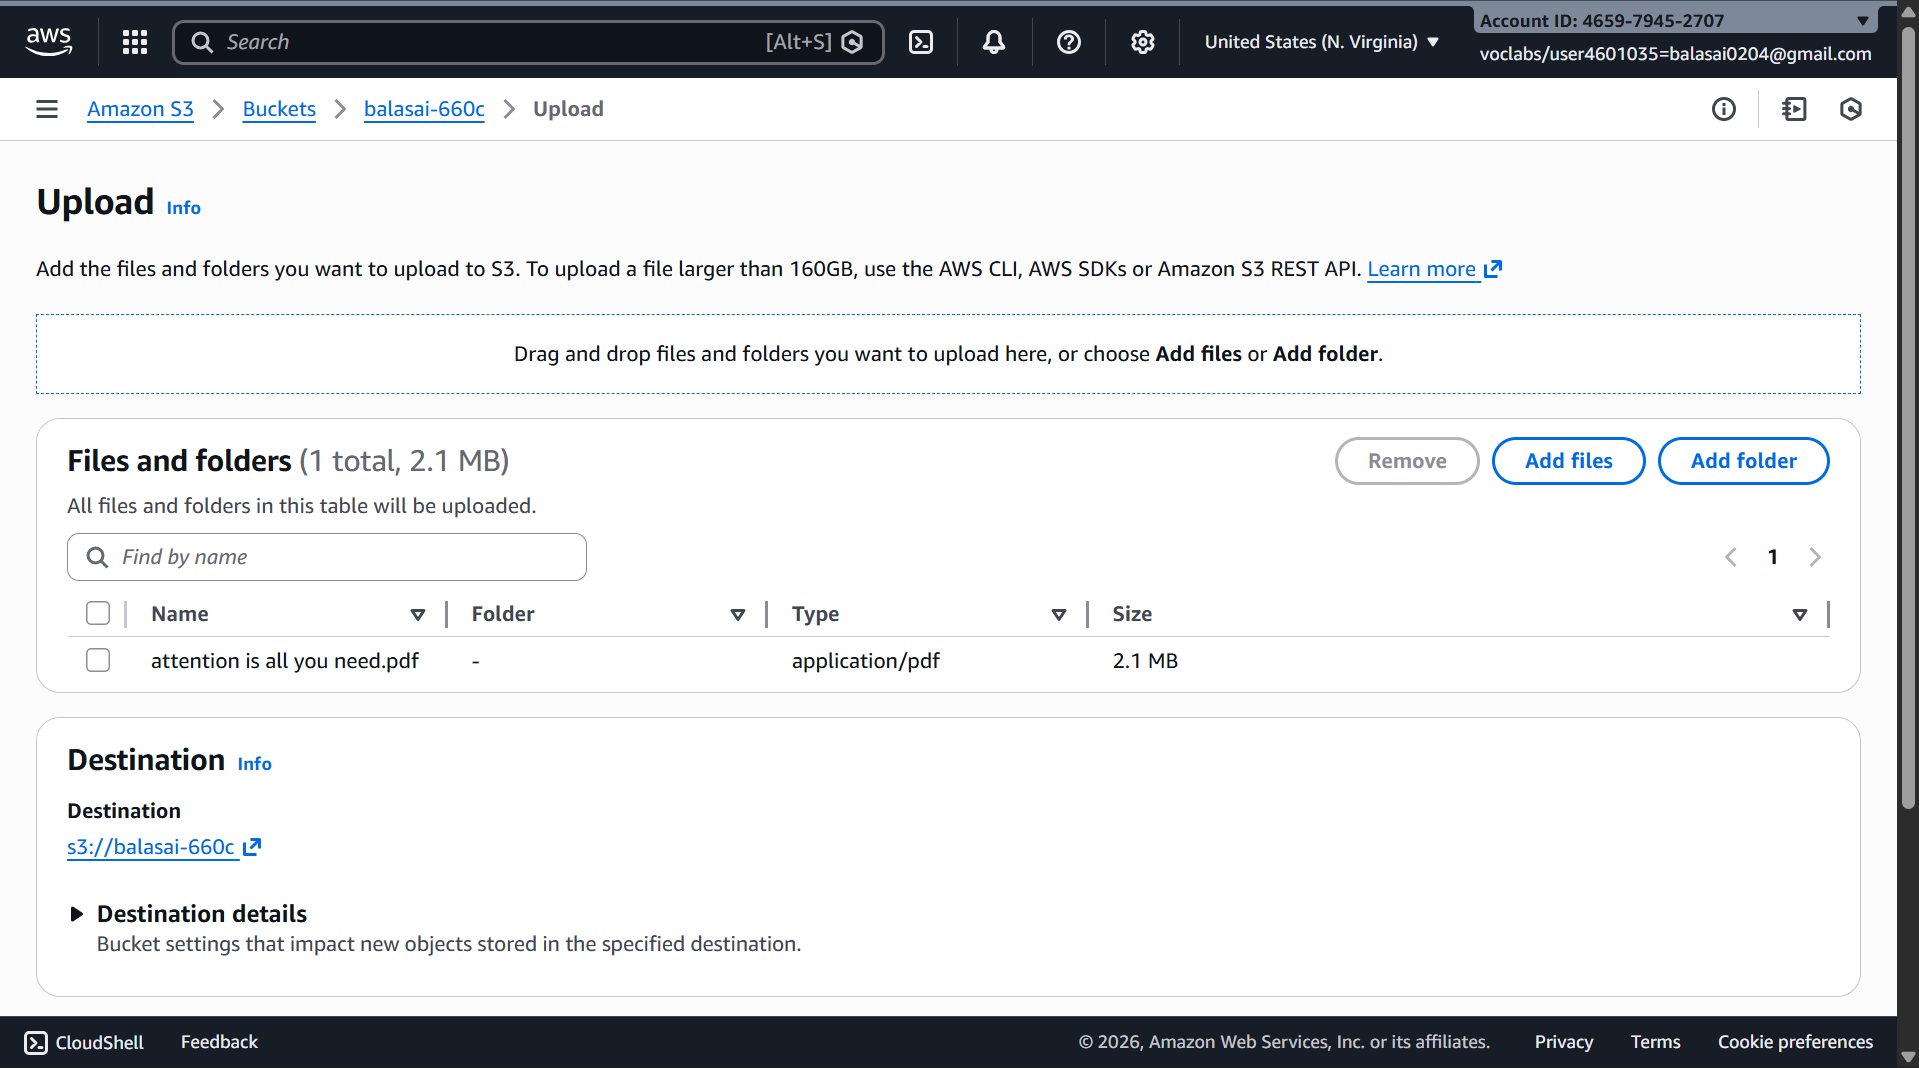 aws
Search [Alt+S]
United States (N. Virginia)
Account ID: 4659-7945-2707
voclabs/user4601035=balasai0204@gmail.com
Amazon S3 > Buckets > balasai-660c > Upload
Upload Info
Add the files and folders you want to upload to S3. To upload a file larger than 160GB, use the AWS CLI, AWS SDKs or Amazon S3 REST API. Learn more
Drag and drop files and folders you want to upload here, or choose Add files or Add folder.
Files and folders (1 total, 2.1 MB)
Remove Add files Add folder
All files and folders in this table will be uploaded.
Find by name
1
Name Folder Type Size
attention is all you need.pdf - application/pdf 2.1 MB
Destination Info
Destination
s3://balasai-660c
Destination details
Bucket settings that impact new objects stored in the specified destination.
CloudShell Feedback © 2026, Amazon Web Services, Inc. or its affiliates. Privacy Terms Cookie preferences